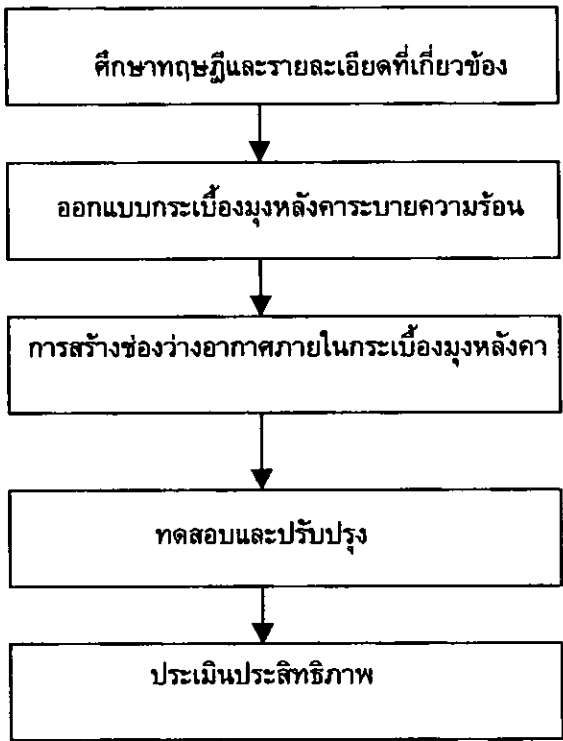 ศึกษาทฤษฎีและรายละเอียดที่เกี่ยวข้อง
ออกแบบกระเบื้องมุงหลังคาระบายความร้อน
การสร้างช่องว่างอากาศภายในกระเบื้องมุงหลังคา
ทดสอบและปรับปรุง
ประเมินประสิทธิภาพ